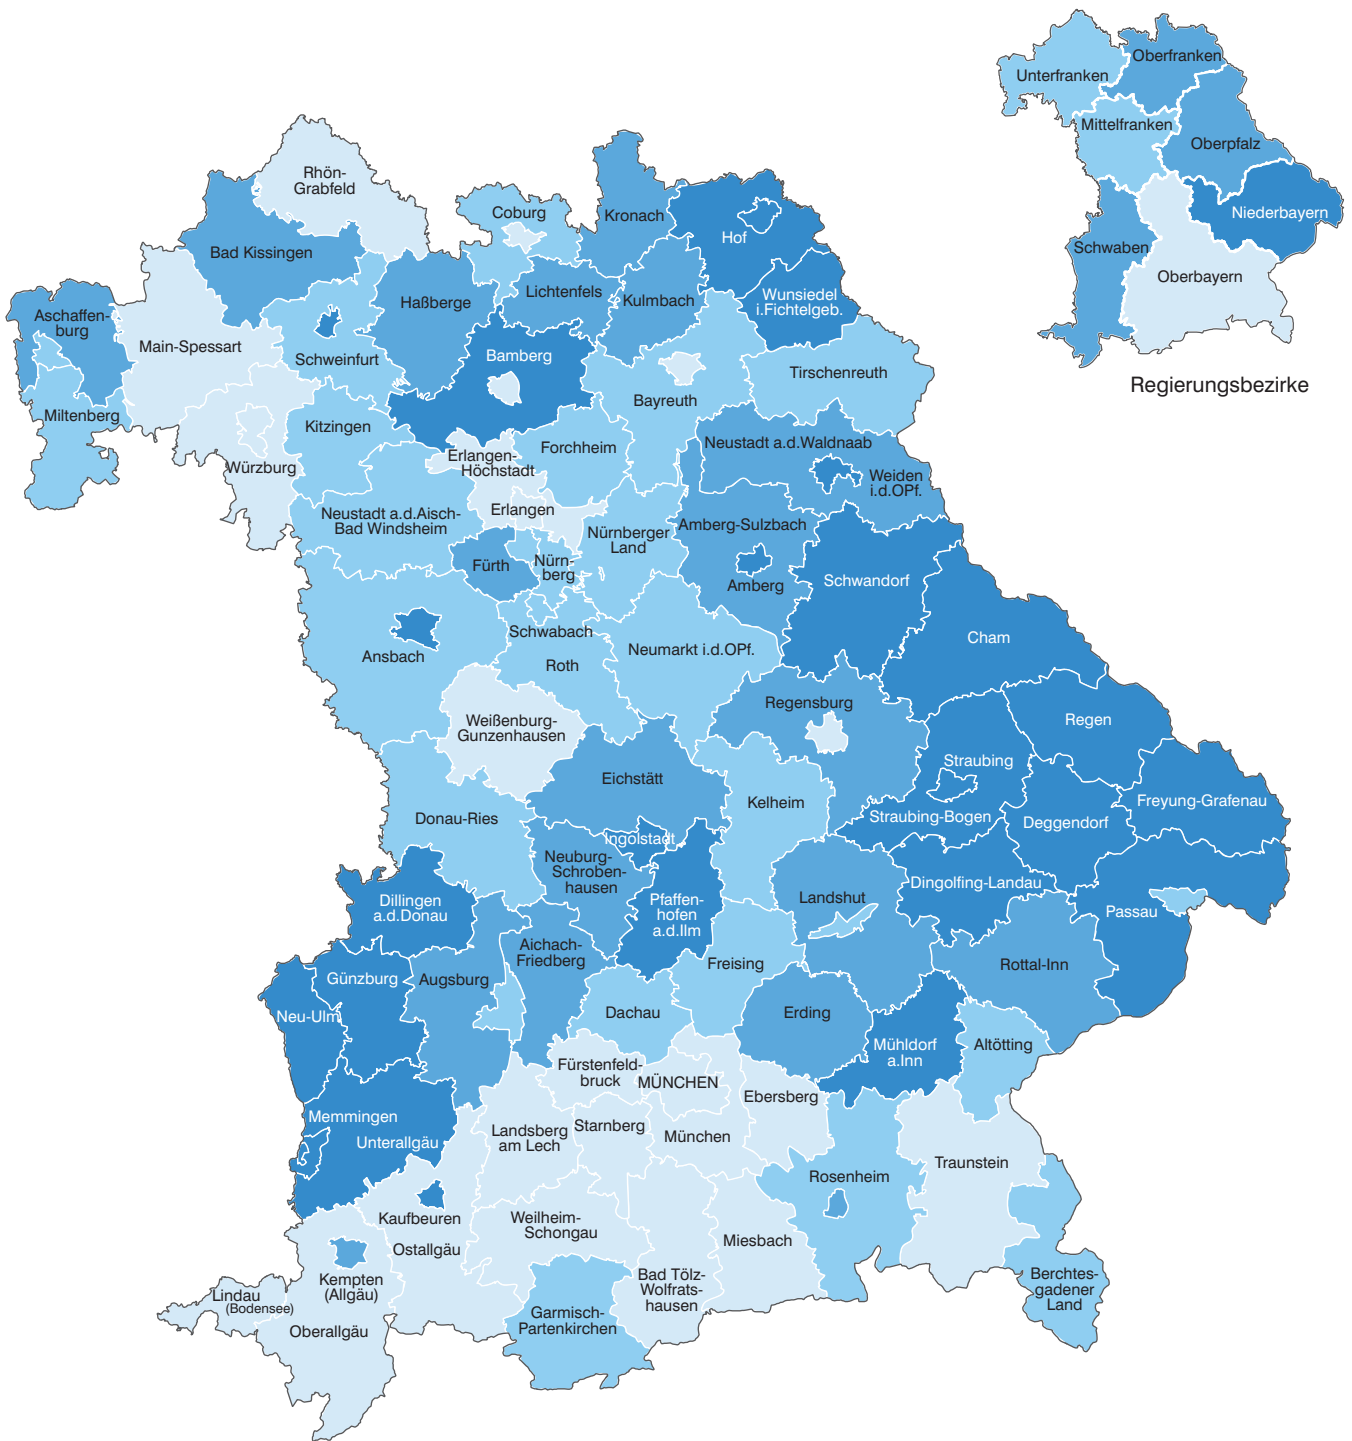 Oberfranken
Unterfranken
Mittelfranken
Oberpfalz
Niederbayern
Schwaben
Oberbayern
Regierungsbezirke
Rhön-
Grabfeld
Coburg
Kronach
Hof
Bad Kissingen
Lichtenfels
Kulmbach
Wunsiedel
i.Fichtelgeb.
Haßberge
Aschaffen-
burg
Main-Spessart
Schweinfurt
Bamberg
Tirschenreuth
Bayreuth
Miltenberg
Kitzingen
Neustadt a.d.Waldnaab
Forchheim
Erlangen-
Höchstadt
Würzburg
Weiden
i.d.OPf.
Neustadt a.d.Aisch-
Bad Windsheim
Erlangen
Amberg-Sulzbach
Nürnberger
Land
Fürth
Nürn-
berg
Amberg
Schwandorf
Schwabach
Cham
Ansbach
Roth
Neumarkt i.d.OPf.
Regensburg
Weißenburg-
Gunzenhausen
Regen
Straubing
Eichstätt
Kelheim
Freyung-Grafenau
Donau-Ries
Straubing-Bogen
Deggendorf
Ingolstadt
Neuburg-
Schroben-
hausen
Dillingen
a.d.Donau
Pfaffen-
hofen
a.d.Ilm
Landshut
Dingolfing-Landau
Passau
Aichach-
Friedberg
Freising
Rottal-Inn
Günzburg
Augsburg
Neu-Ulm
Dachau
Erding
Mühldorf
a.Inn
Altötting
Fürstenfeld-
bruck
MÜNCHEN
Ebersberg
Memmingen
Unterallgäu
Landsberg
am Lech
Starnberg
München
Traunstein
Rosenheim
Kaufbeuren
Weilheim-
Schongau
Ostallgäu
Miesbach
Kempten
(Allgäu)
Bad Tölz-
Wolfrats-
hausen
Berchtes-
gadener
Land
Lindau
(Bodensee)
Oberallgäu
Garmisch-
Partenkirchen